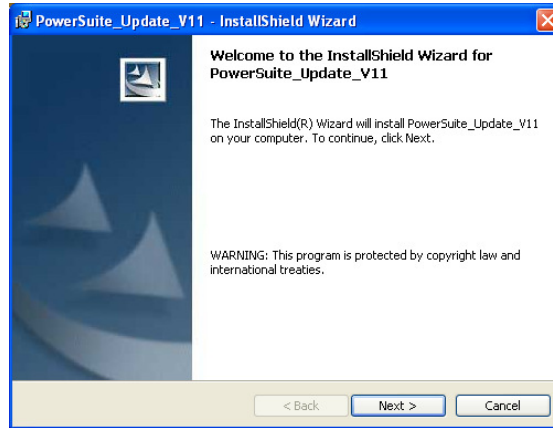 PowerSuite_Update_V11 - InstallShield Wizard
Welcome to the InstallShield Wizard for
PowerSuite_Update_V11
The InstallShield(R) Wizard will install PowerSuite_Update_V11
on your computer. To continue, click Next.
WARNING: This program is protected by copyright law and
international treaties.
< Back Next > Cancel